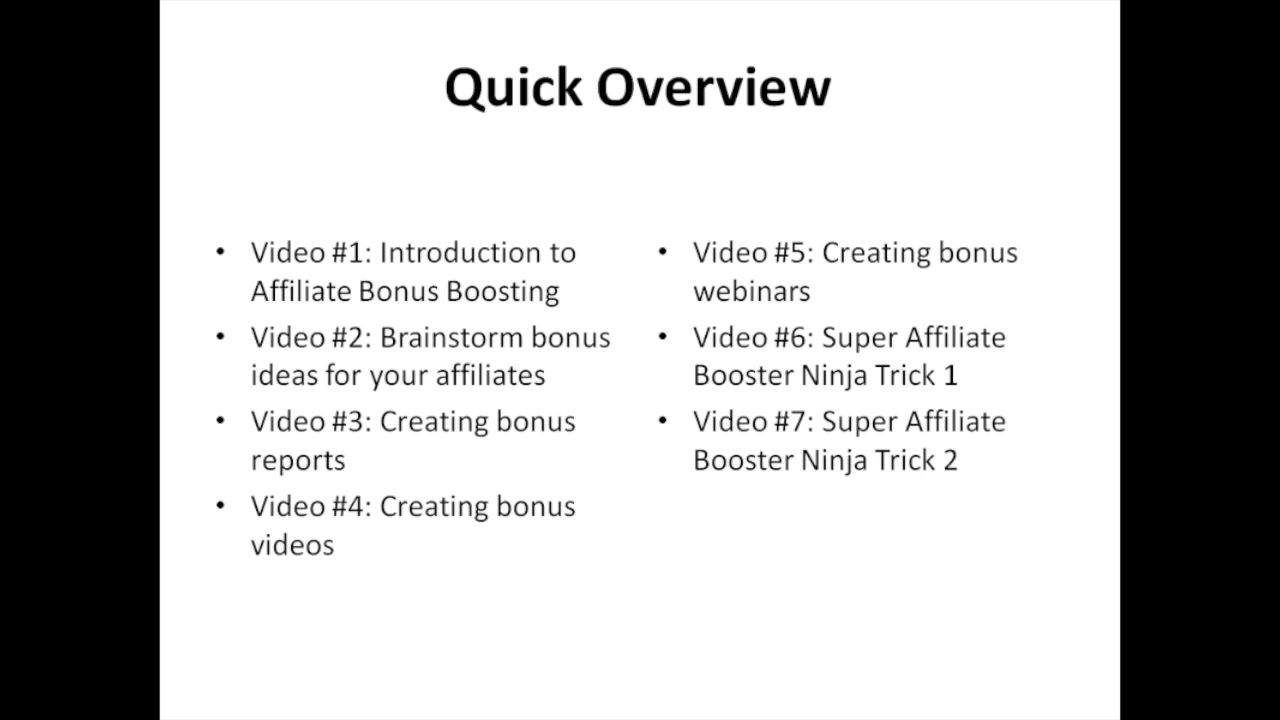 Quick Overview
• Video #1: Introduction to
Affiliate Bonus Boosting
• Video #2: Brainstorm bonus
ideas for your affiliates
• Video #3: Creating bonus
reports
• Video #4: Creating bonus
videos
• Video #5: Creating bonus
webinars
• Video #6: Super Affiliate
Booster Ninja Trick 1
• Video #7: Super Affiliate
Booster Ninja Trick 2